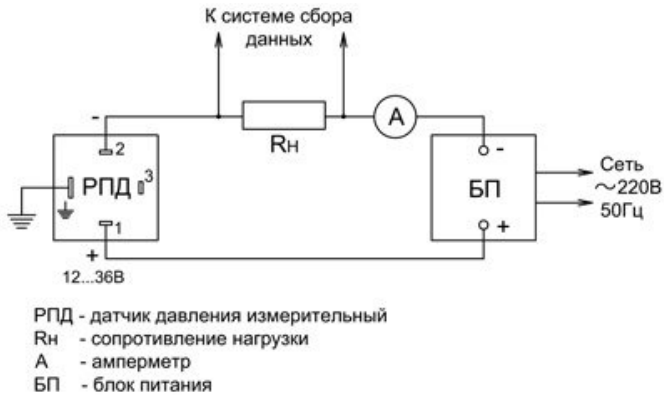 К системе сбора
данных
А
Rн
-
2
3
РПД
1
+
12...36В
-
БП
+
Сеть
～220В
50Гц
РПД - датчик давления измерительный
Rн - сопротивление нагрузки
А - амперметр
БП - блок питания